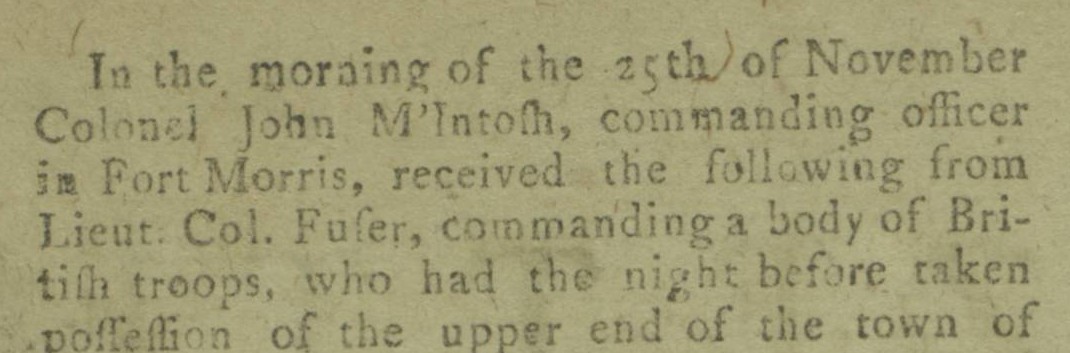 In the morning of the 25th of November
Colonel John M'Intoſh, commanding officer
in Fort Morris, received the following from
Lieut. Col. Fuſer, commanding a body of Bri-
tiſh troops, who had the night before taken
poſſeſſion of the upper end of the town of